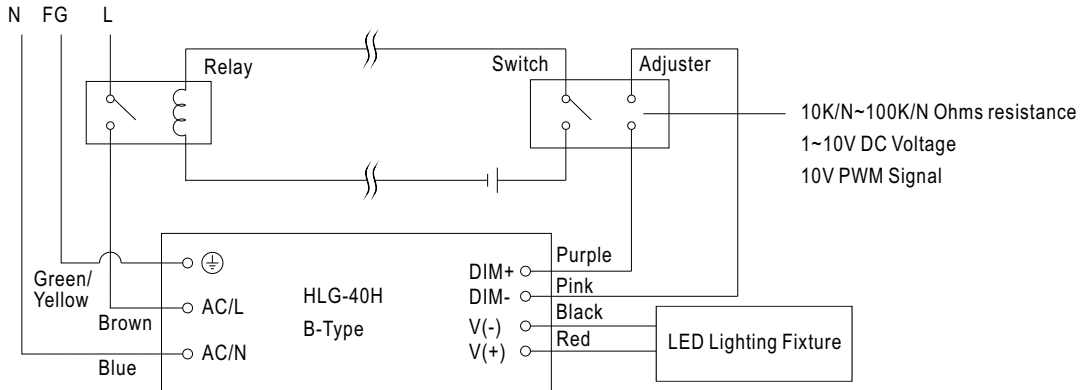 N FG L
Relay
Switch
Adjuster
10K/N~100K/N Ohms resistance
1~10V DC Voltage
10V PWM Signal
Green/
Yellow
Brown
Blue
AC/L
AC/N
HLG-40H
B-Type
DIM+
DIM-
V(-)
V(+)
Purple
Pink
Black
Red
LED Lighting Fixture